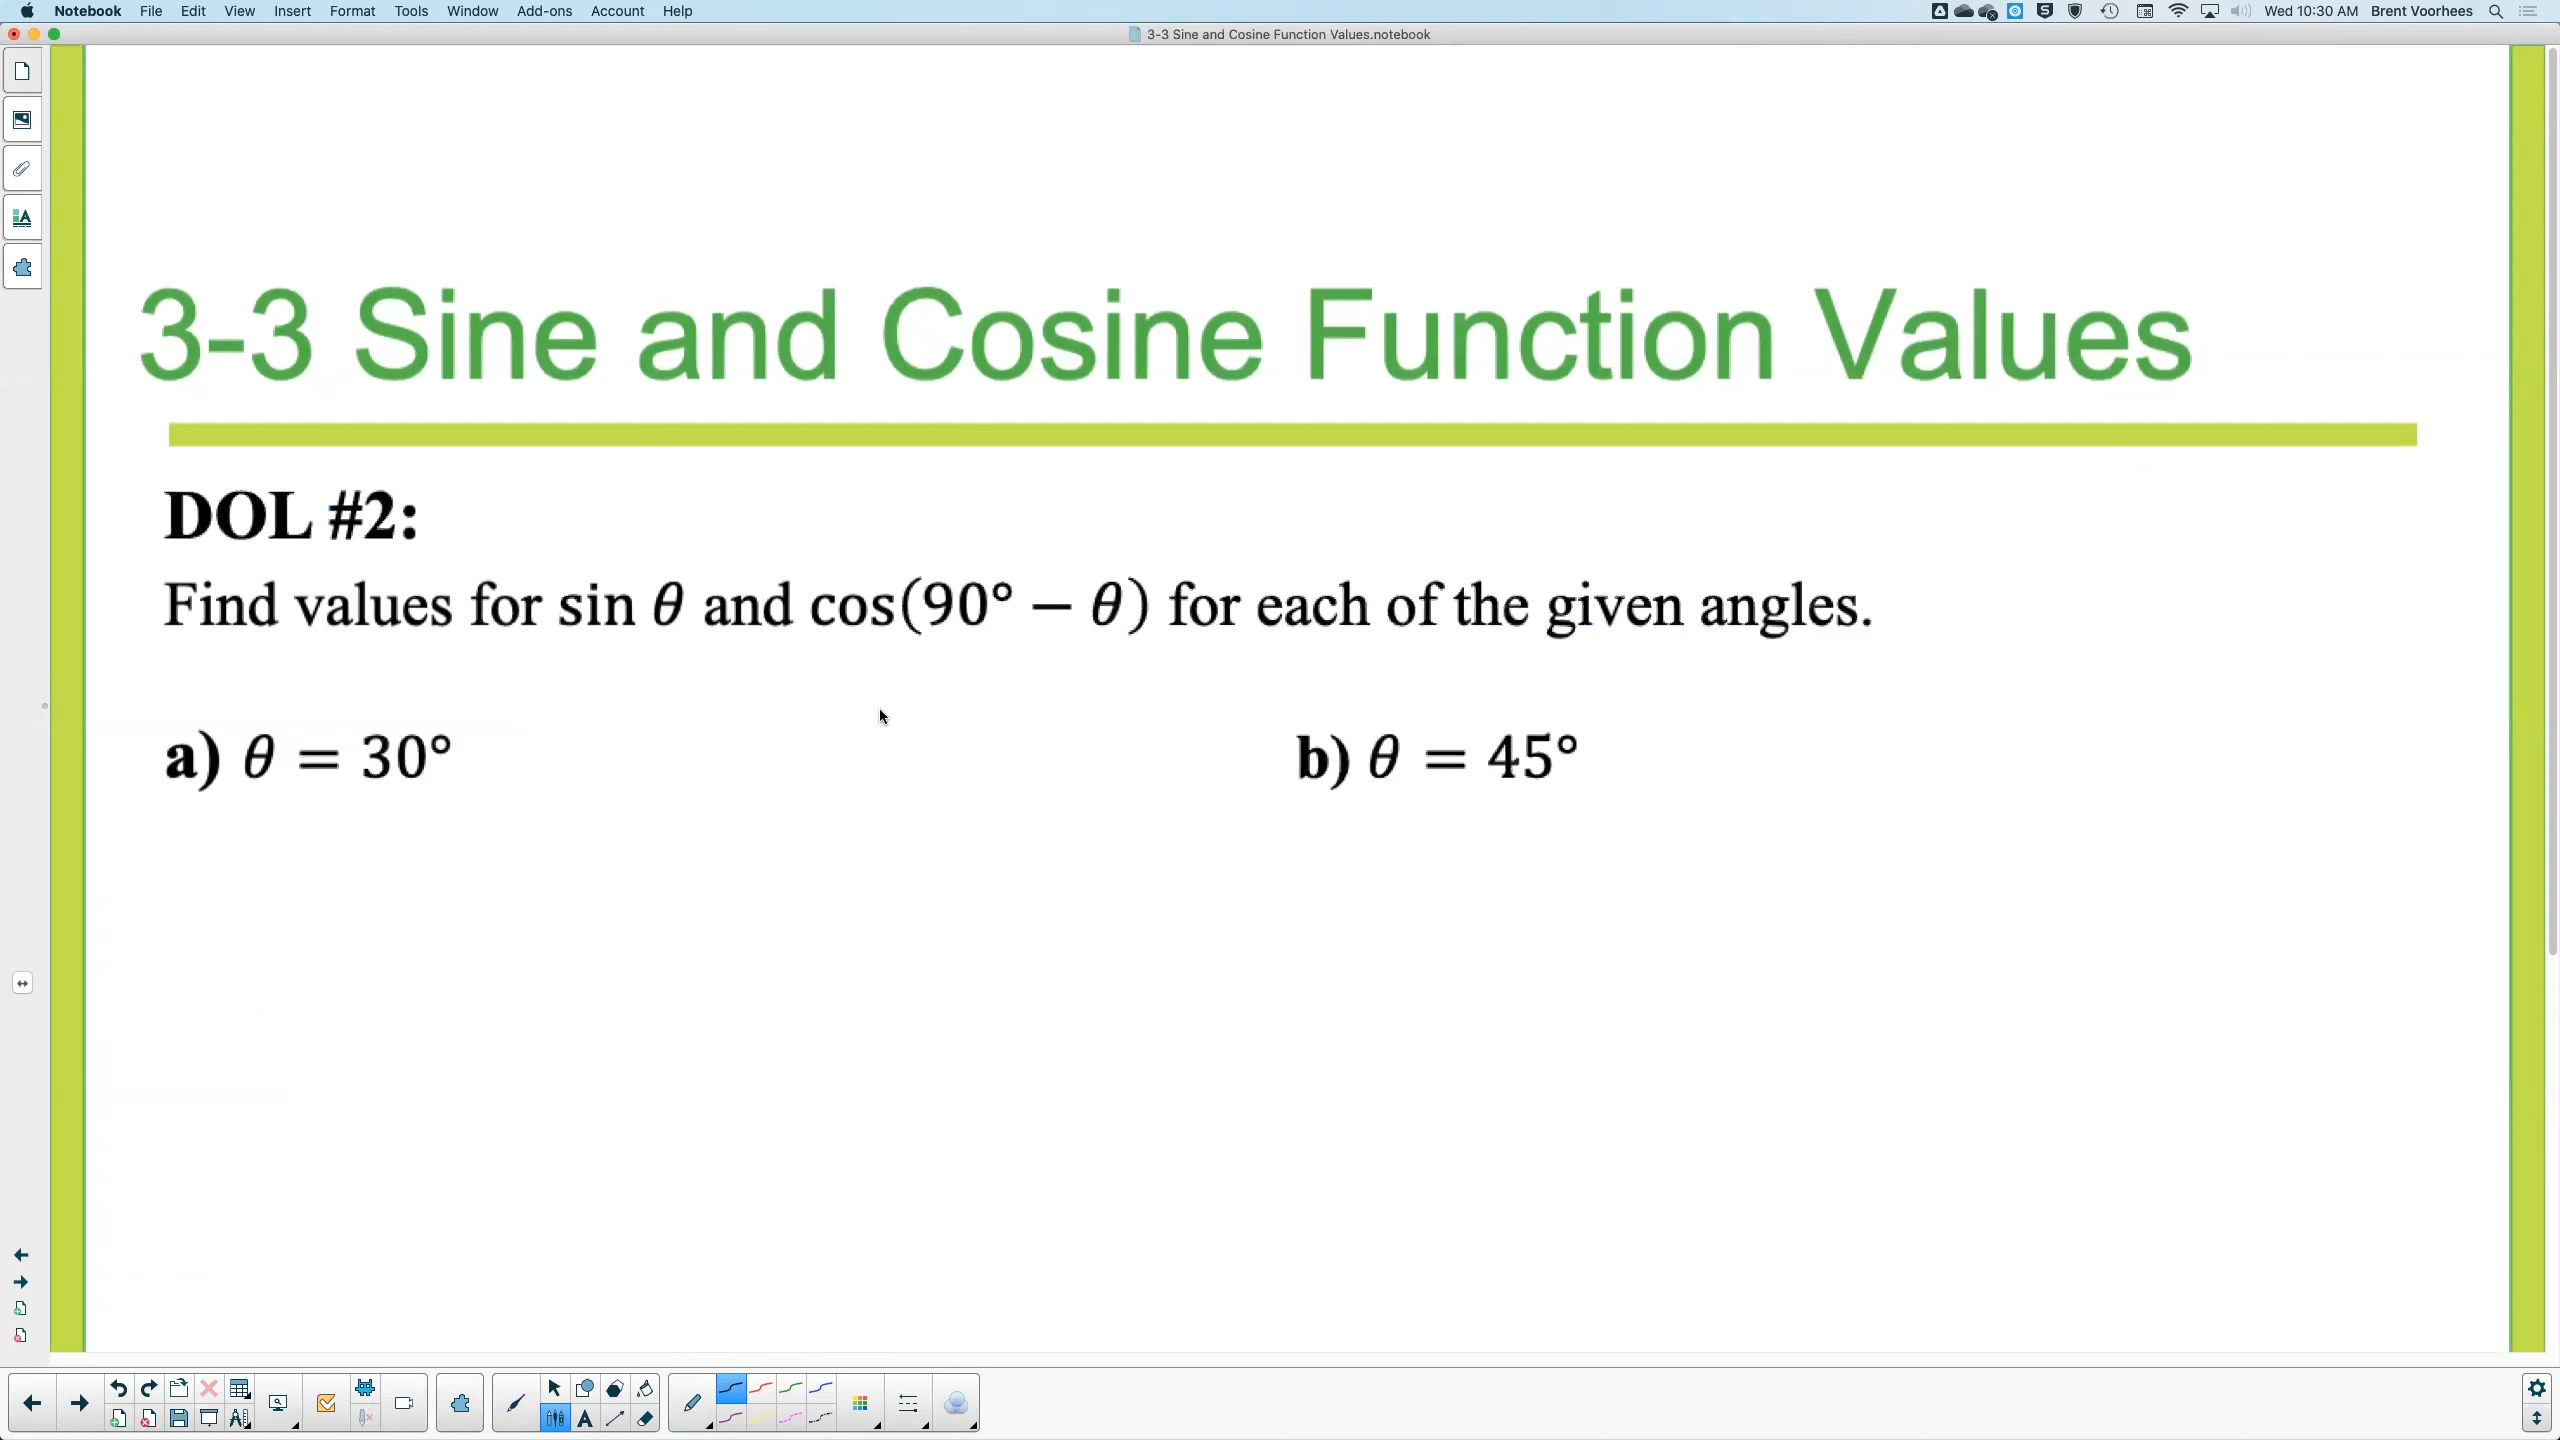 Notebook File Edit View Insert Format Tools Window Add-ons Account Help Wed 10:30 AM Brent Voorhees
3-3 Sine and Cosine Function Values.notebook
3-3 Sine and Cosine Function Values
DOL #2:
Find values for sin θ and cos(90° − θ) for each of the given angles.
a) θ = 30°
b) θ = 45°